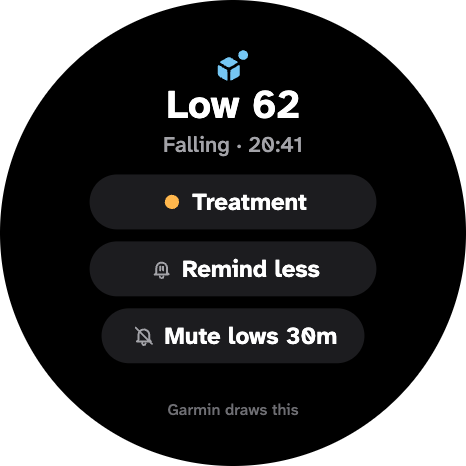 Low 62
Falling · 20:41
Treatment
Remind less
Mute lows 30m
Garmin draws this